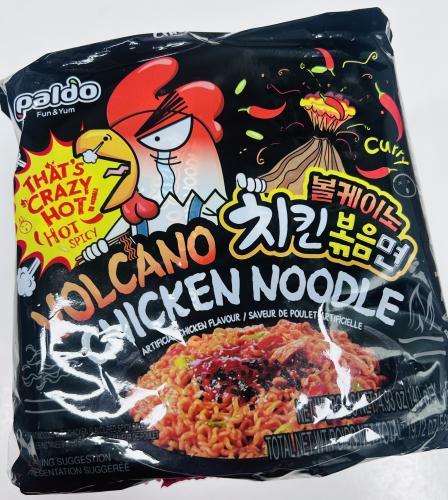 paldo
Fun & Yum
THAT'S
CRAZY
HOT!
HOT
SPICY
Curry
볼케이노
치킨볶음면
VOLCANO
CHICKEN NOODLE
ARTIFICIAL CHICKEN FLAVOUR / SAVEUR DE POULET ARTIFICIELLE
SERVING SUGGESTION
PRÉSENTATION SUGGÉRÉE